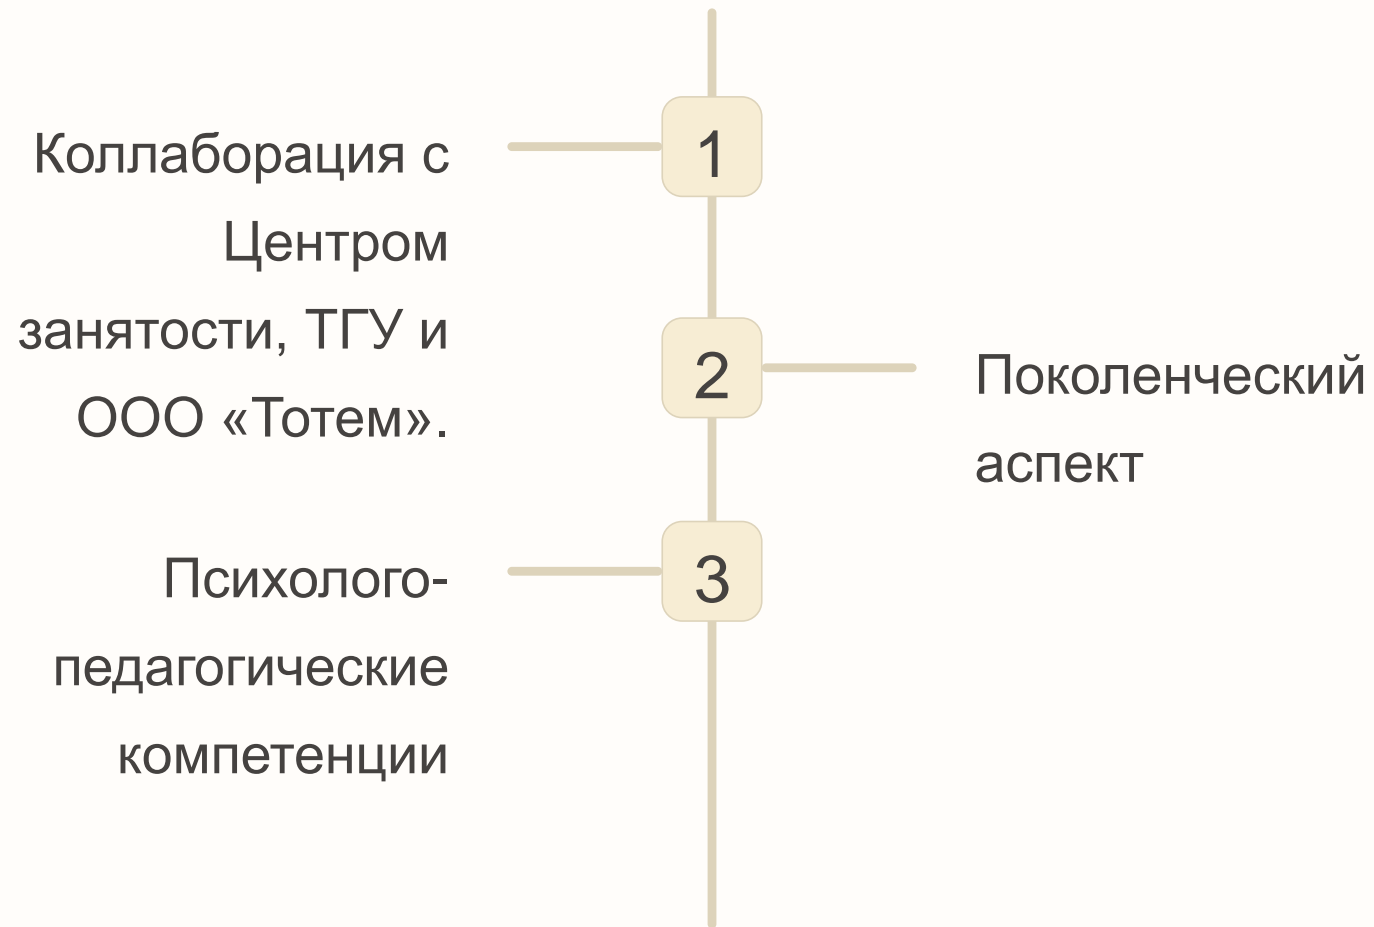 1
Коллаборация с
Центром
занятости, ТГУ и
ООО «Тотем».
2
Поколенческий
аспект
3
Психолого-
педагогические
компетенции